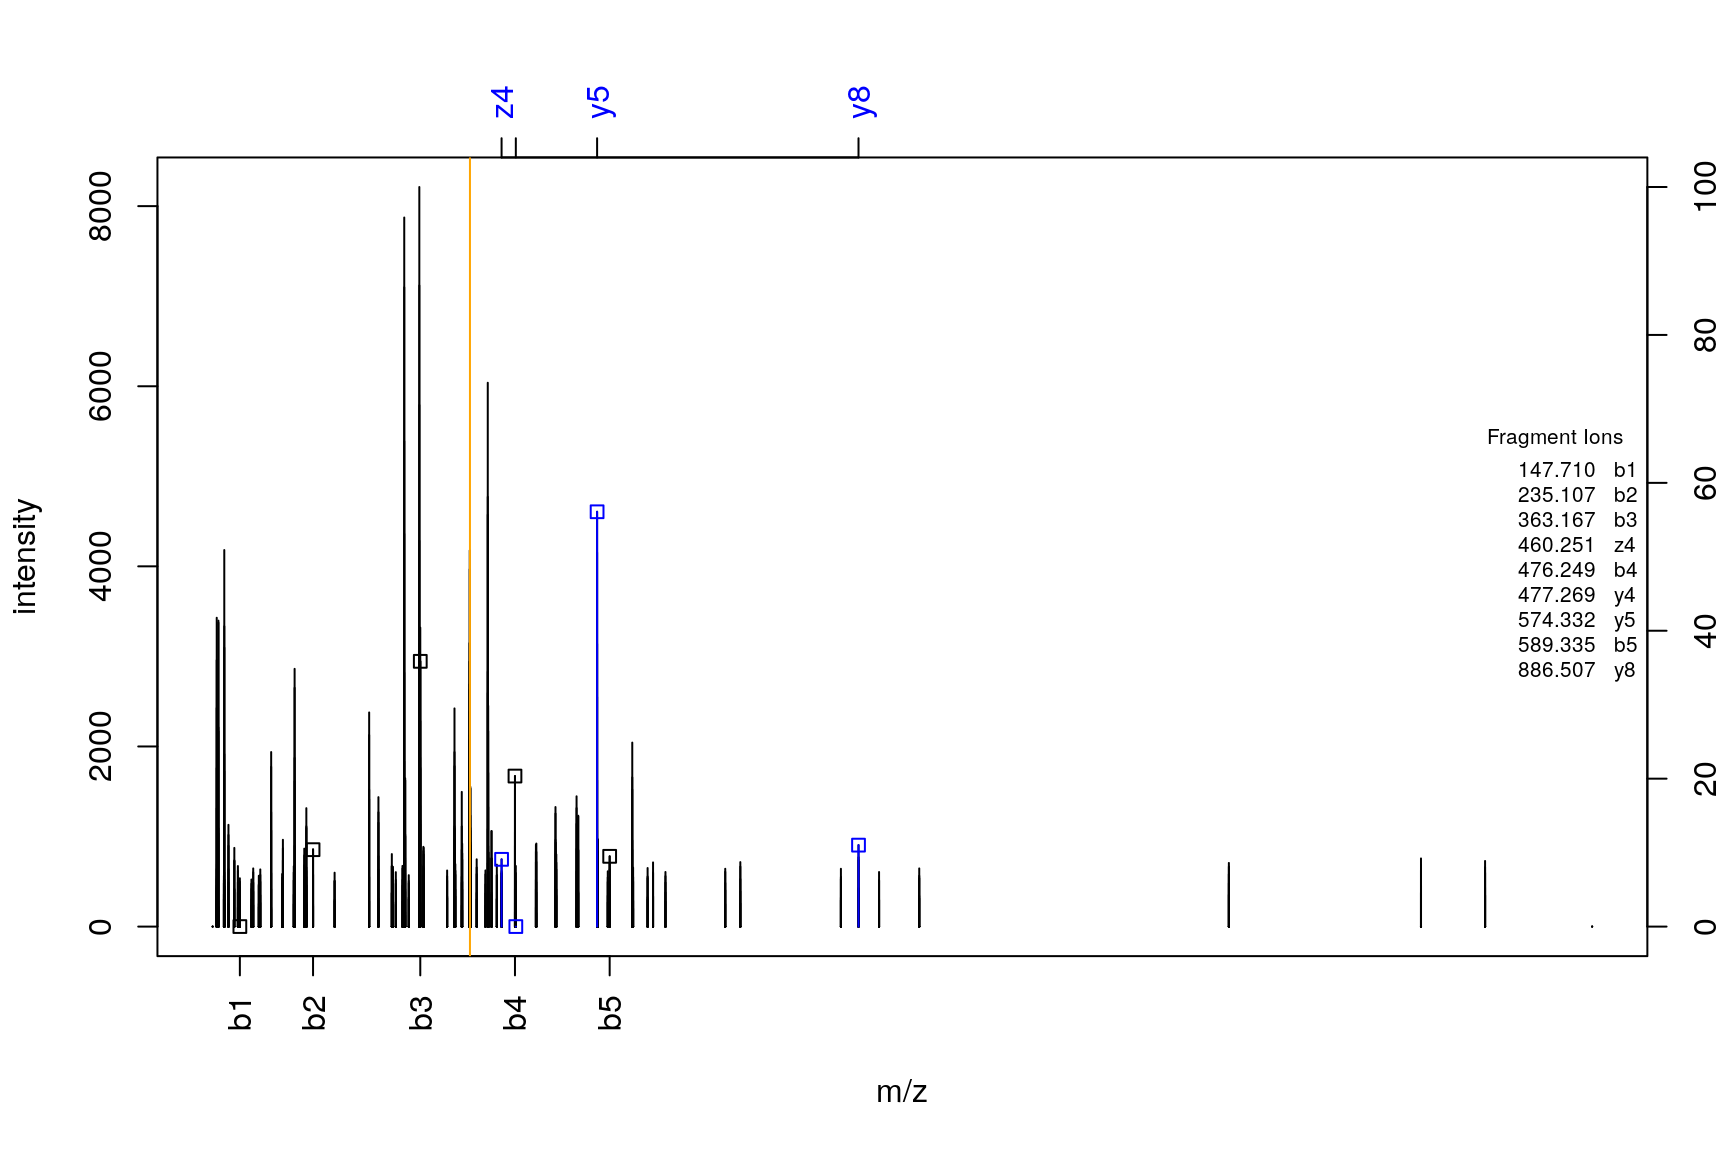 z4 y5 y8
8000
6000
4000
2000
0
intensity
100
80
60
40
20
0
Fragment Ions
147.710 b1
235.107 b2
363.167 b3
460.251 z4
476.249 b4
477.269 y4
574.332 y5
589.335 b5
886.507 y8
b1 b2 b3 b4 b5
m/z